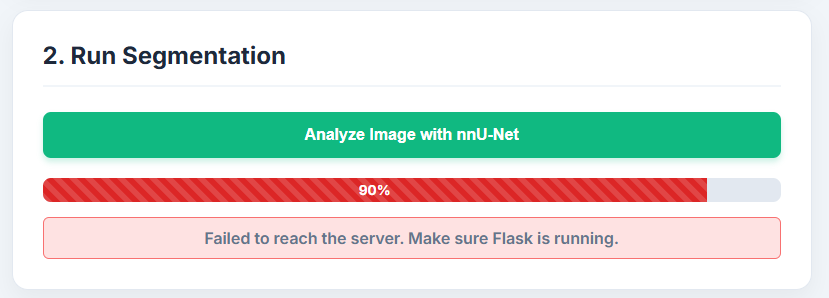 2. Run Segmentation
Analyze Image with nnU-Net
90%
Failed to reach the server. Make sure Flask is running.